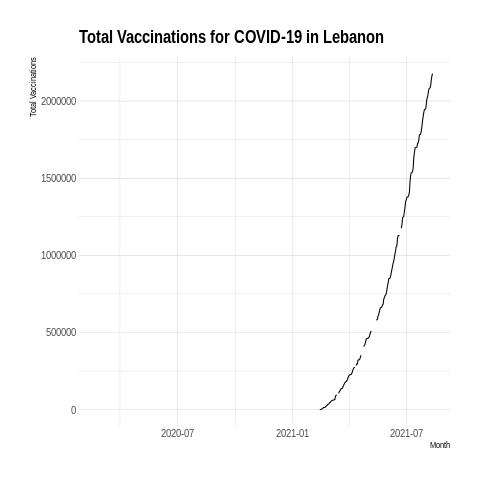 Total Vaccinations for COVID-19 in Lebanon
Total Vaccinations
2000000
1500000
1000000
500000
0
2020-07 2021-01 2021-07
Month